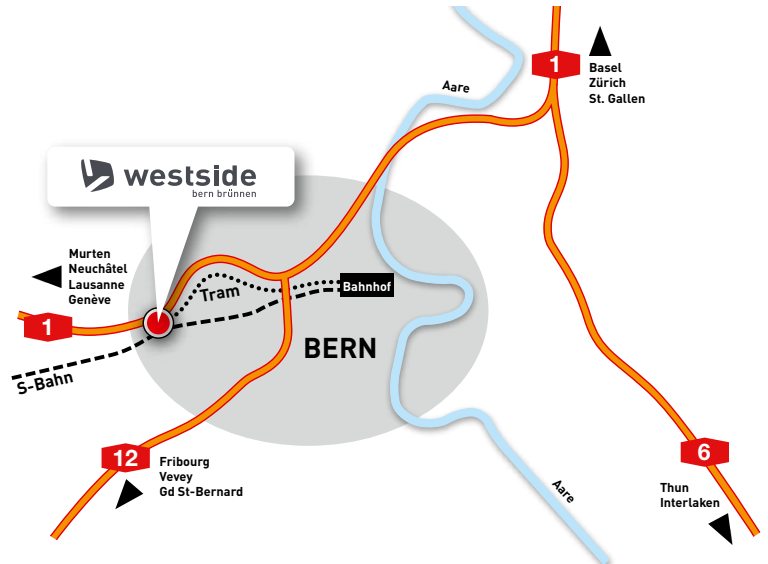 Aare
1
Basel
Zürich
St. Gallen
westside
bern brünnen
Murten
Neuchâtel
Lausanne
Genève
Tram
Bahnhof
1
BERN
S-Bahn
12
Fribourg
Vevey
Gd St-Bernard
6
Thun
Interlaken
Aare